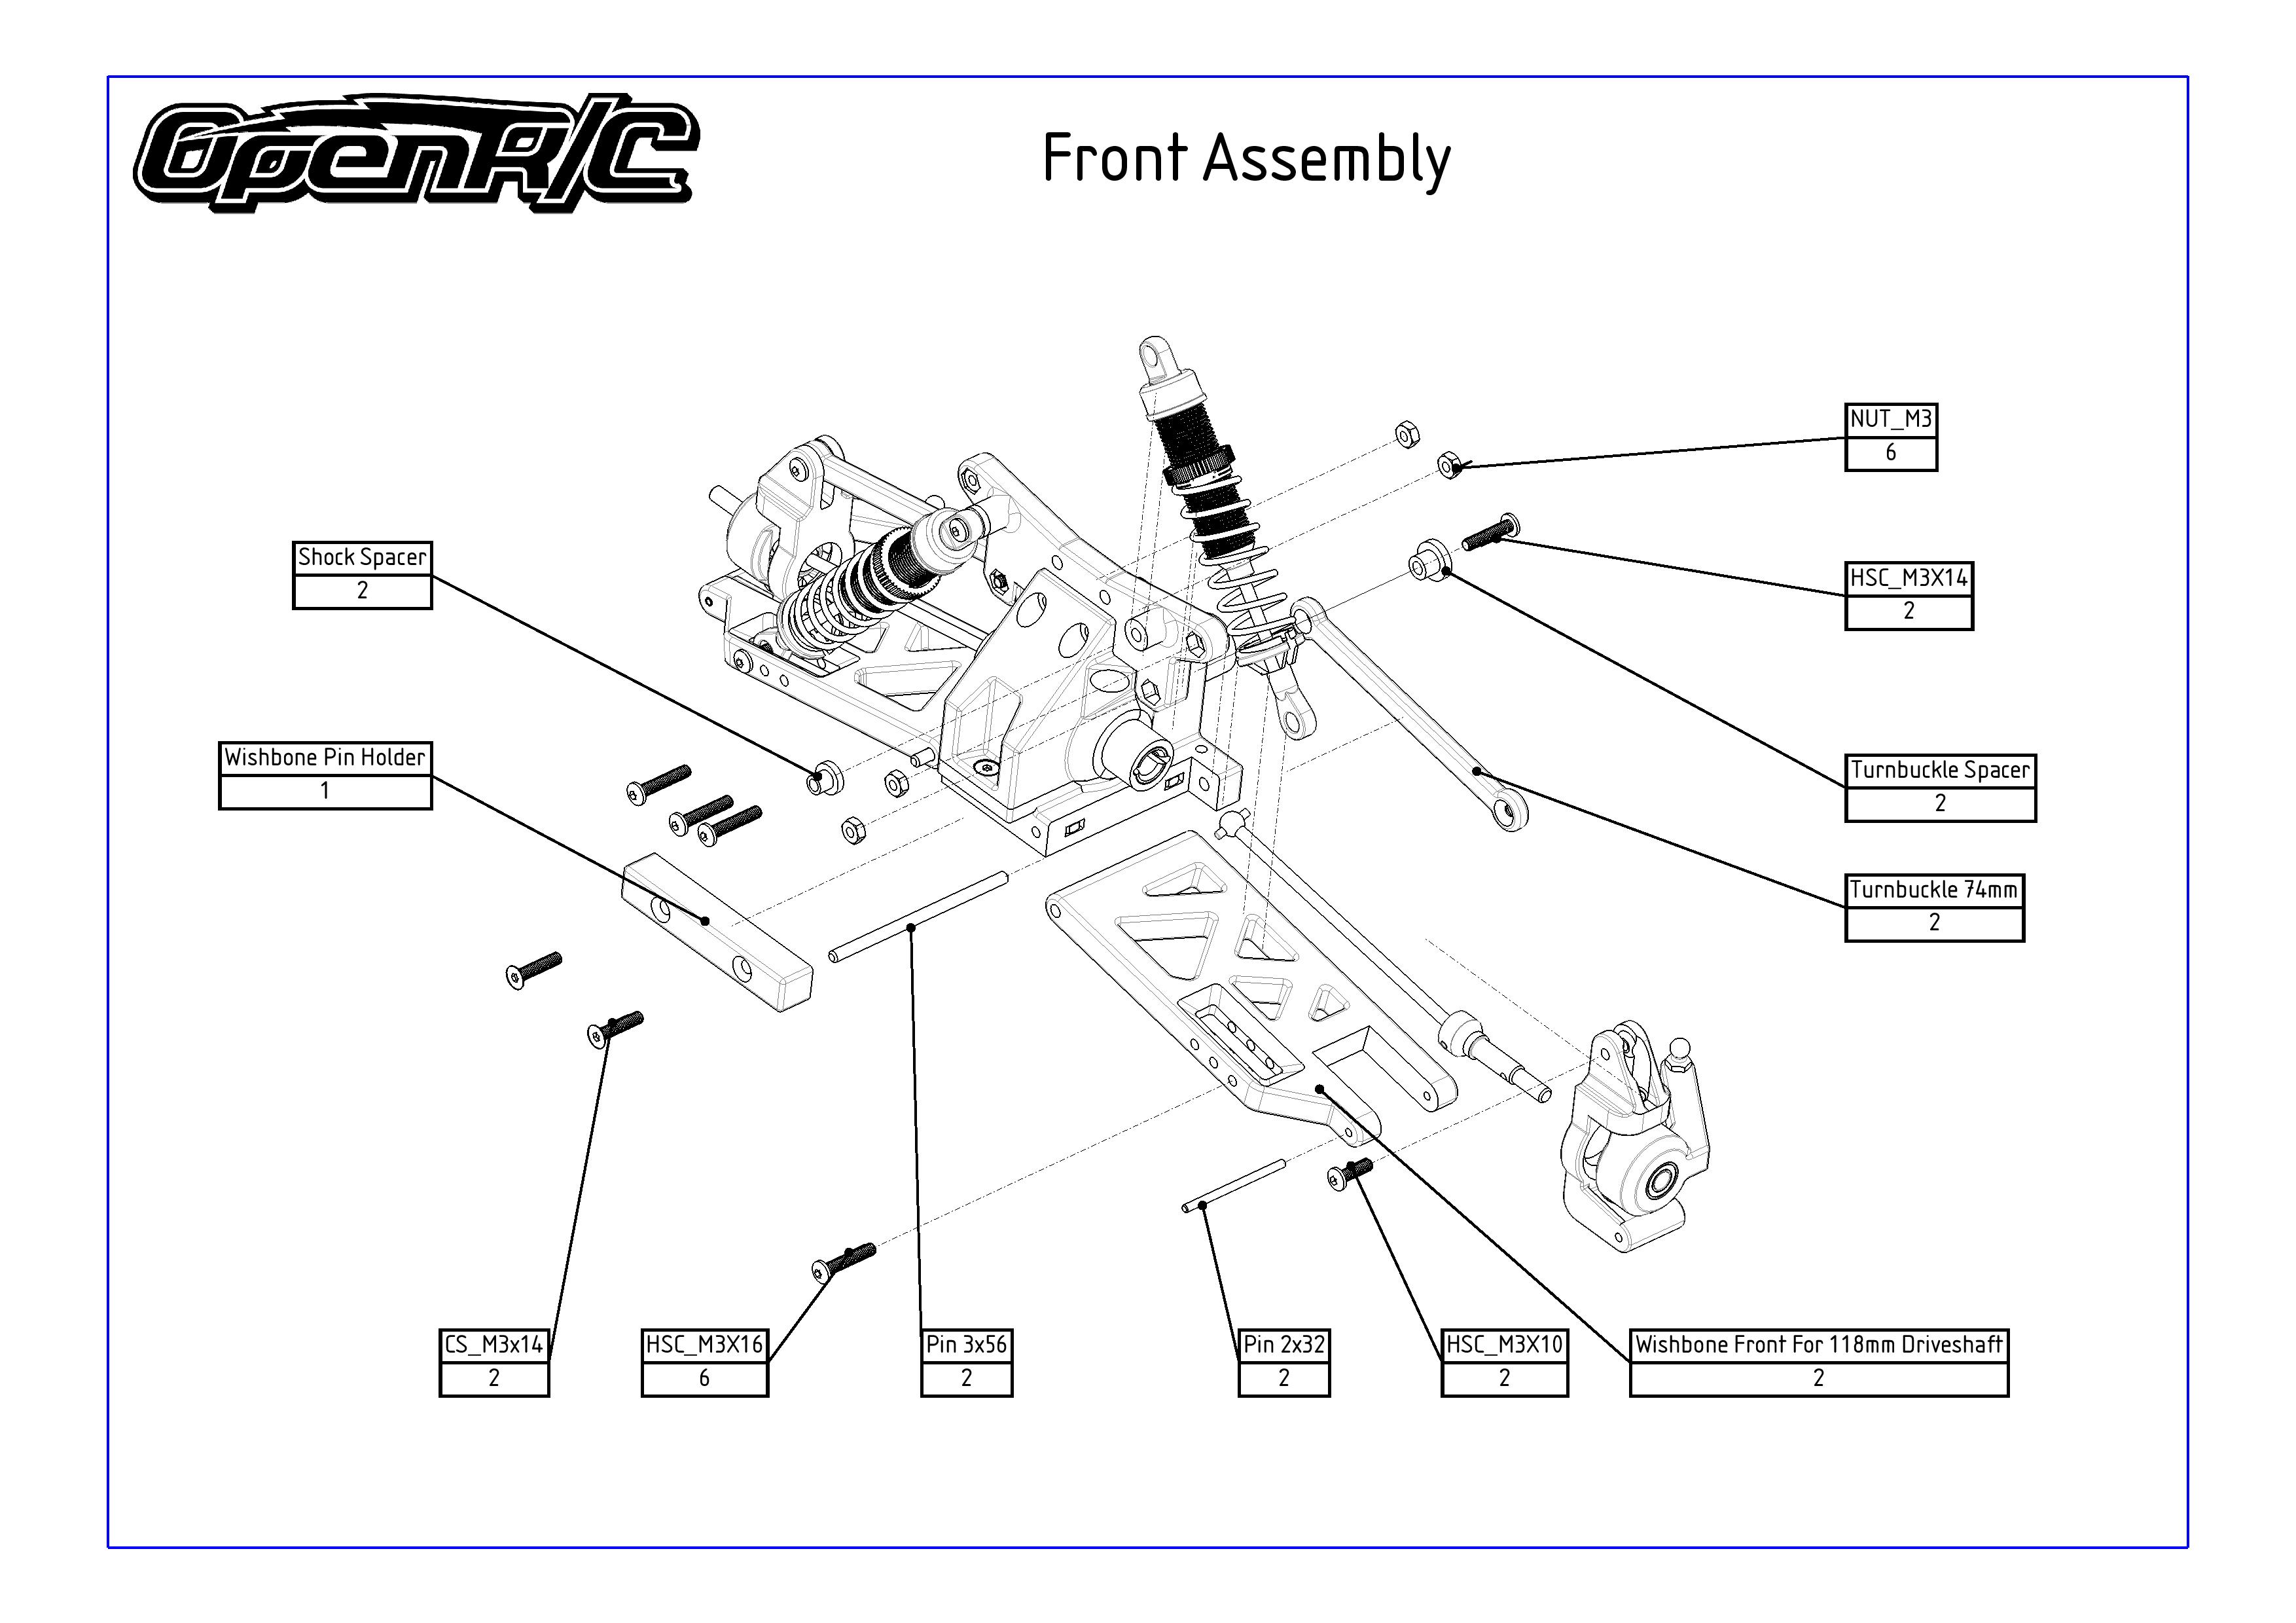 OpenR/C
Front Assembly
NUT_M3
6
HSC_M3X14
2
Shock Spacer
2
Wishbone Pin Holder
1
Turnbuckle Spacer
2
Turnbuckle 74mm
2
CS_M3x14
2
HSC_M3X16
6
Pin 3x56
2
Pin 2x32
2
HSC_M3X10
2
Wishbone Front For 118mm Driveshaft
2